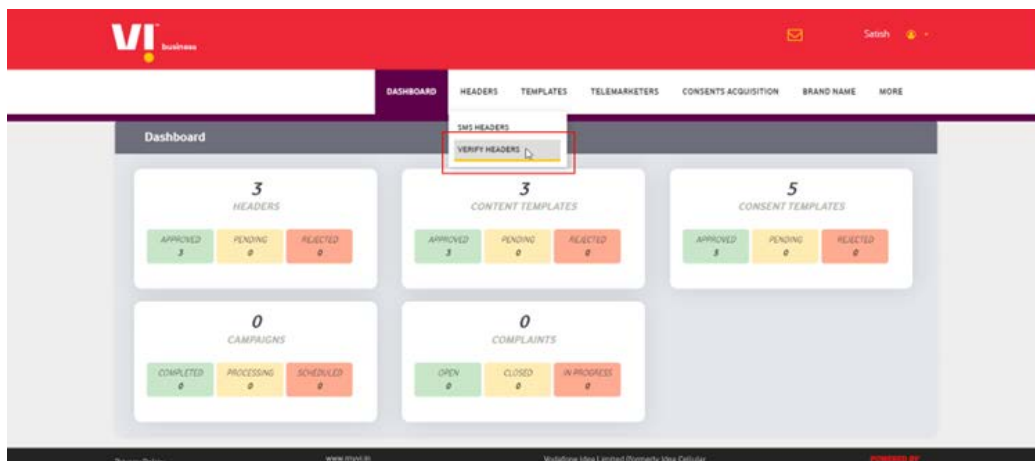 VI business
Satish
DASHBOARD HEADERS TEMPLATES TELEMARKETERS CONSENTS ACQUISITION BRAND NAME MORE
SMS HEADERS
VERIFY HEADERS
Dashboard
3
HEADERS
APPROVED PENDING REJECTED
3 0 0
3
CONTENT TEMPLATES
APPROVED PENDING REJECTED
3 0 0
5
CONSENT TEMPLATES
APPROVED PENDING REJECTED
5 0 0
0
CAMPAIGNS
COMPLETED PROCESSING SCHEDULED
0 0 0
0
COMPLAINTS
OPEN CLOSED IN PROGRESS
0 0 0
www.myvi.in Vodafone Idea Limited (formerly Idea Cellular POWERED BY